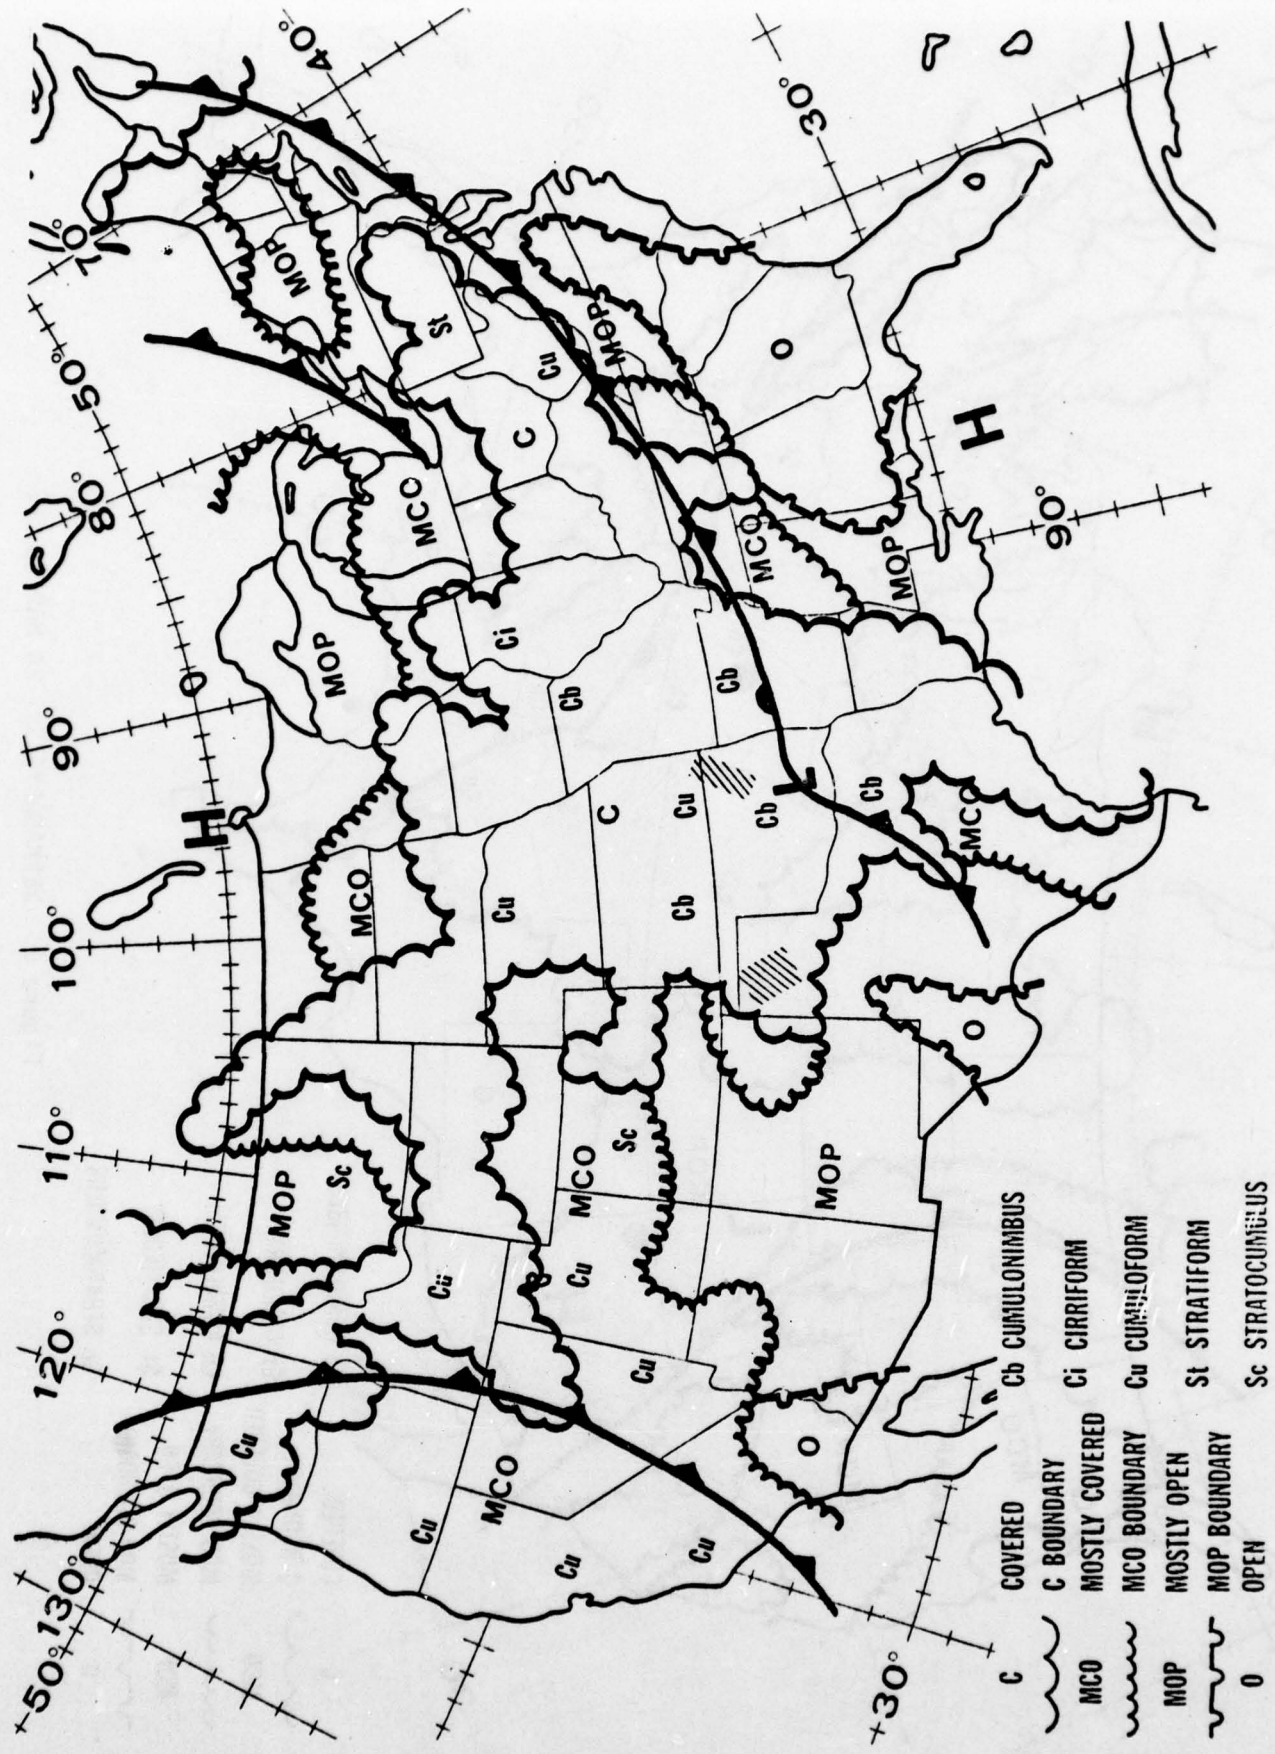 50°
130°
120°
110°
100°
90°
80°
50°
70°
40°
30°
90°
30°
H
H
L
Cu
MOP
Sc
MCO
MOP
MCO
MOP
St
Cü
Cu
Ci
C
Cu
Cu
MCO
Cu
MCO
Sc
C
Cb
MOP
Cu
Cu
Cb
Cu
Cb
MCO
O
O
MOP
Cb
Cb
MOP
O
O
MCO
C COVERED
C BOUNDARY
MCO MOSTLY COVERED
MCO BOUNDARY
MOP MOSTLY OPEN
MOP BOUNDARY
O OPEN
Cb CUMULONIMBUS
Ci CIRRIFORM
Cu CUMULOFORM
St STRATIFORM
Sc STRATOCUMULUS